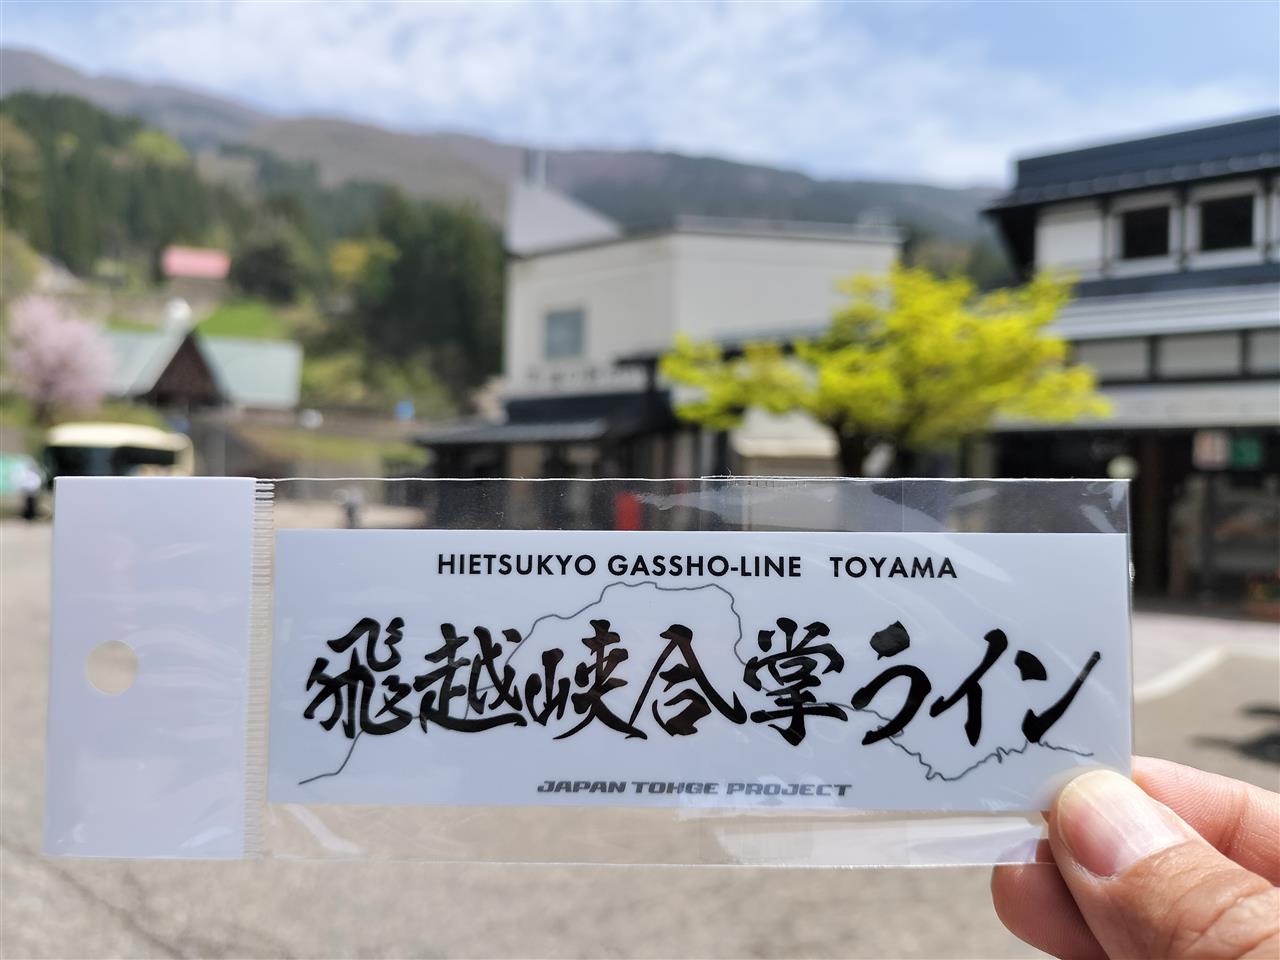 HIETSUKYO GASSHO-LINE TOYAMA
飛越峡合掌ライン
JAPAN TOHGE PROJECT